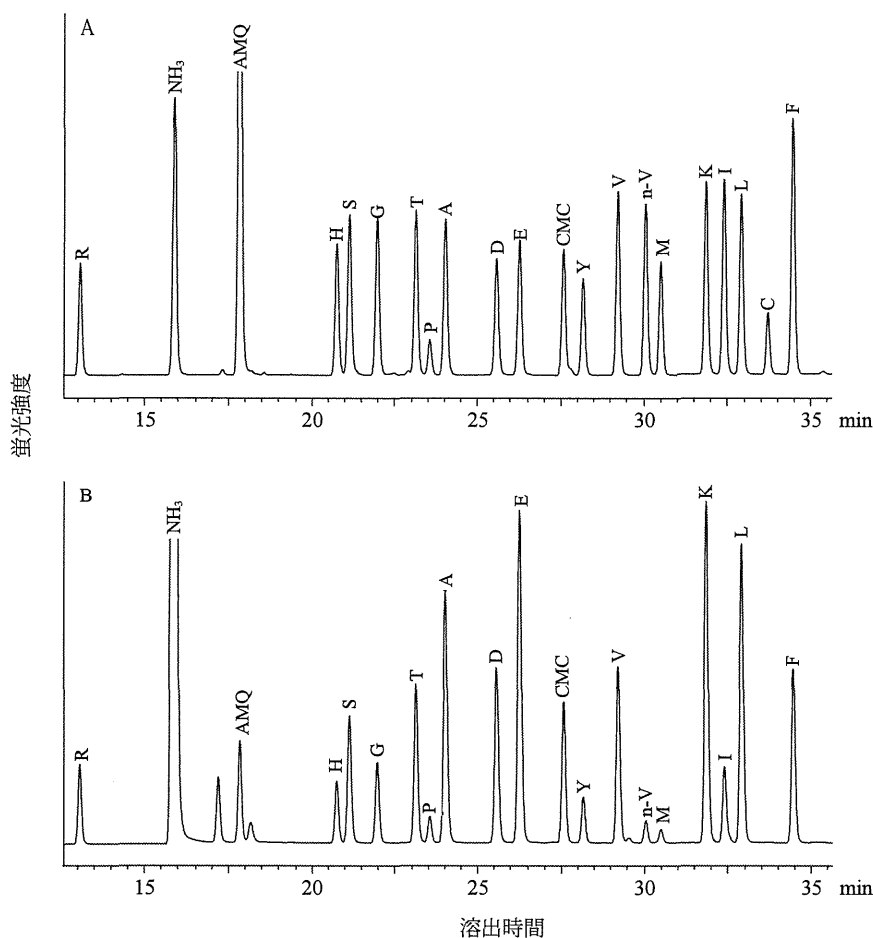 A
NH₃
AMQ
R
H
S
G
T
P
A
D
E
CMC
Y
V
n-V
M
K
I
L
C
F
15
20
25
30
35
min
蛍光強度
B
NH₃
AMQ
R
H
S
G
T
P
A
D
E
CMC
Y
V
n-V
M
K
I
L
F
15
20
25
30
35
min
溶出時間